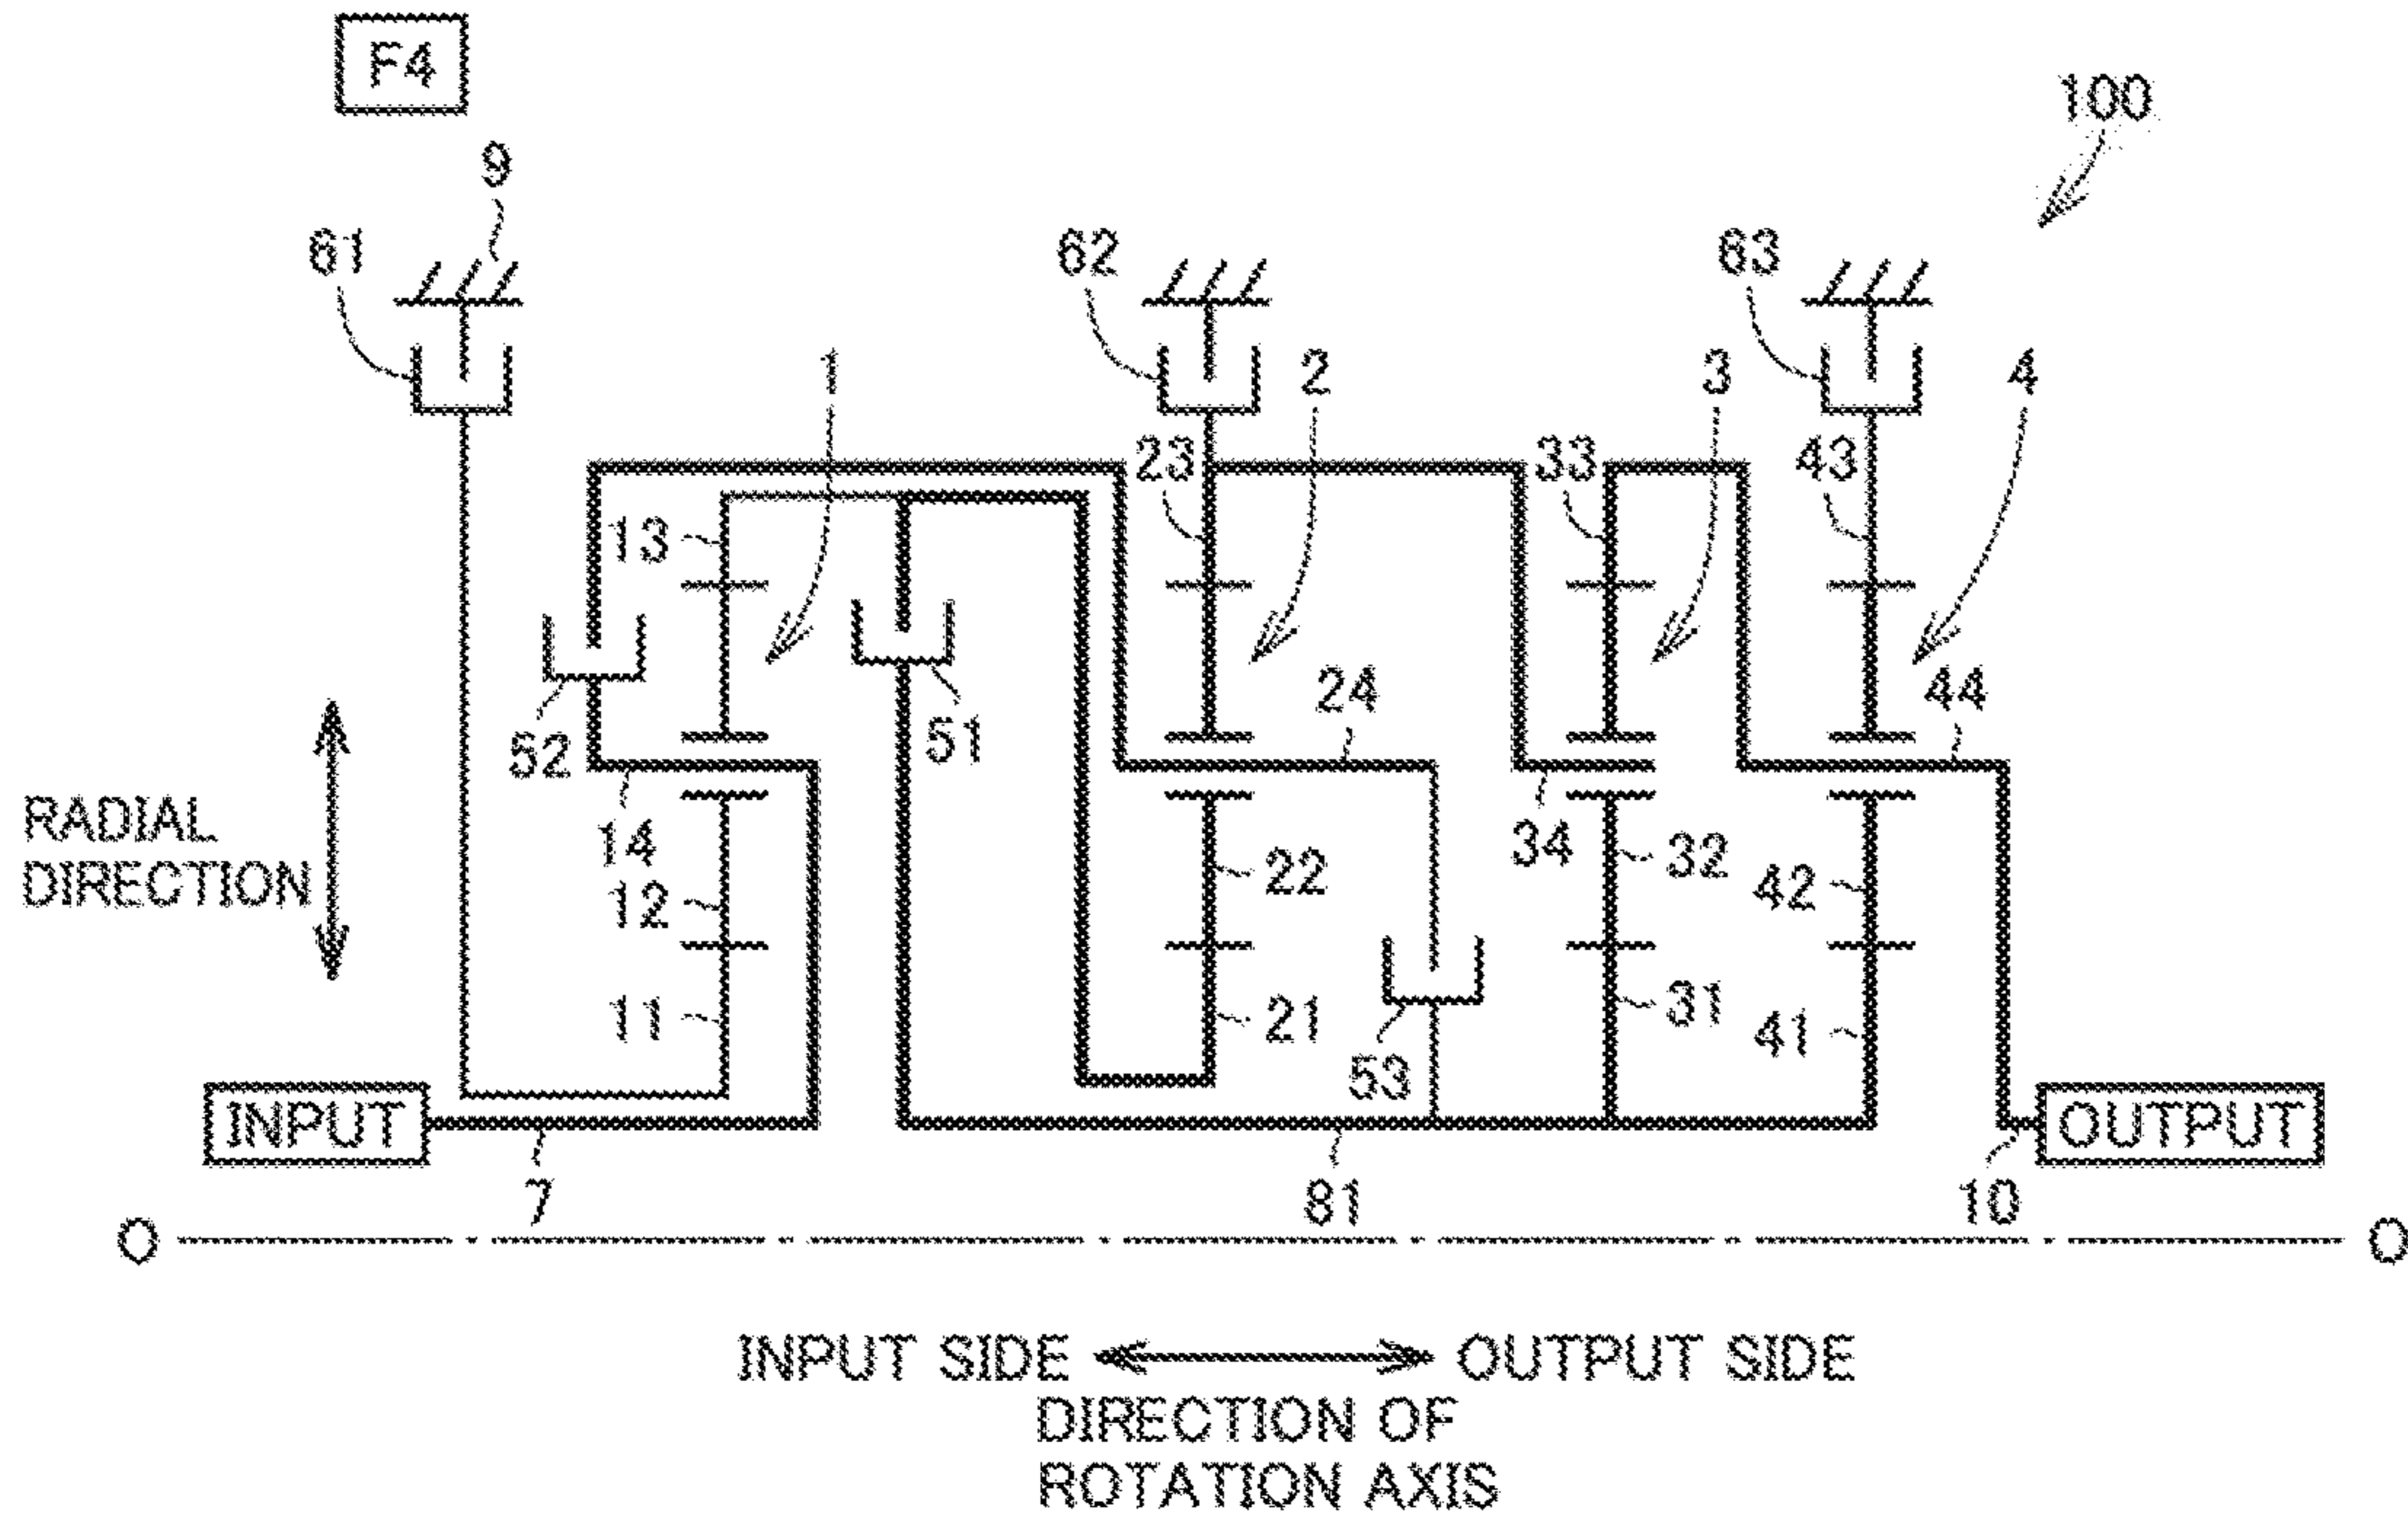 F4
100
9
61
62
63
1
2
3
4
23
33
43
13
24
44
52
51
RADIAL
DIRECTION
14
34
32
12
22
42
11
21
31
41
53
INPUT
OUTPUT
7
81
10
O
O
INPUT SIDE
OUTPUT SIDE
DIRECTION OF
ROTATION AXIS